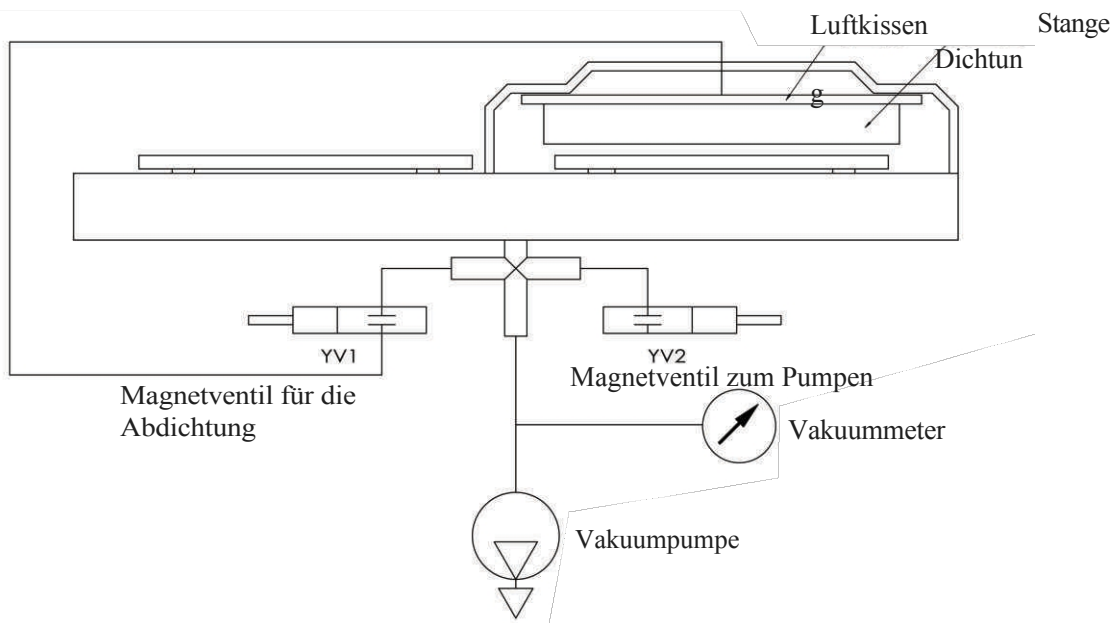 Luftkissen Stange
Dichtun
g
YV1 YV2
Magnetventil zum Pumpen
Magnetventil für die
Abdichtung
Vakuummeter
Vakuumpumpe